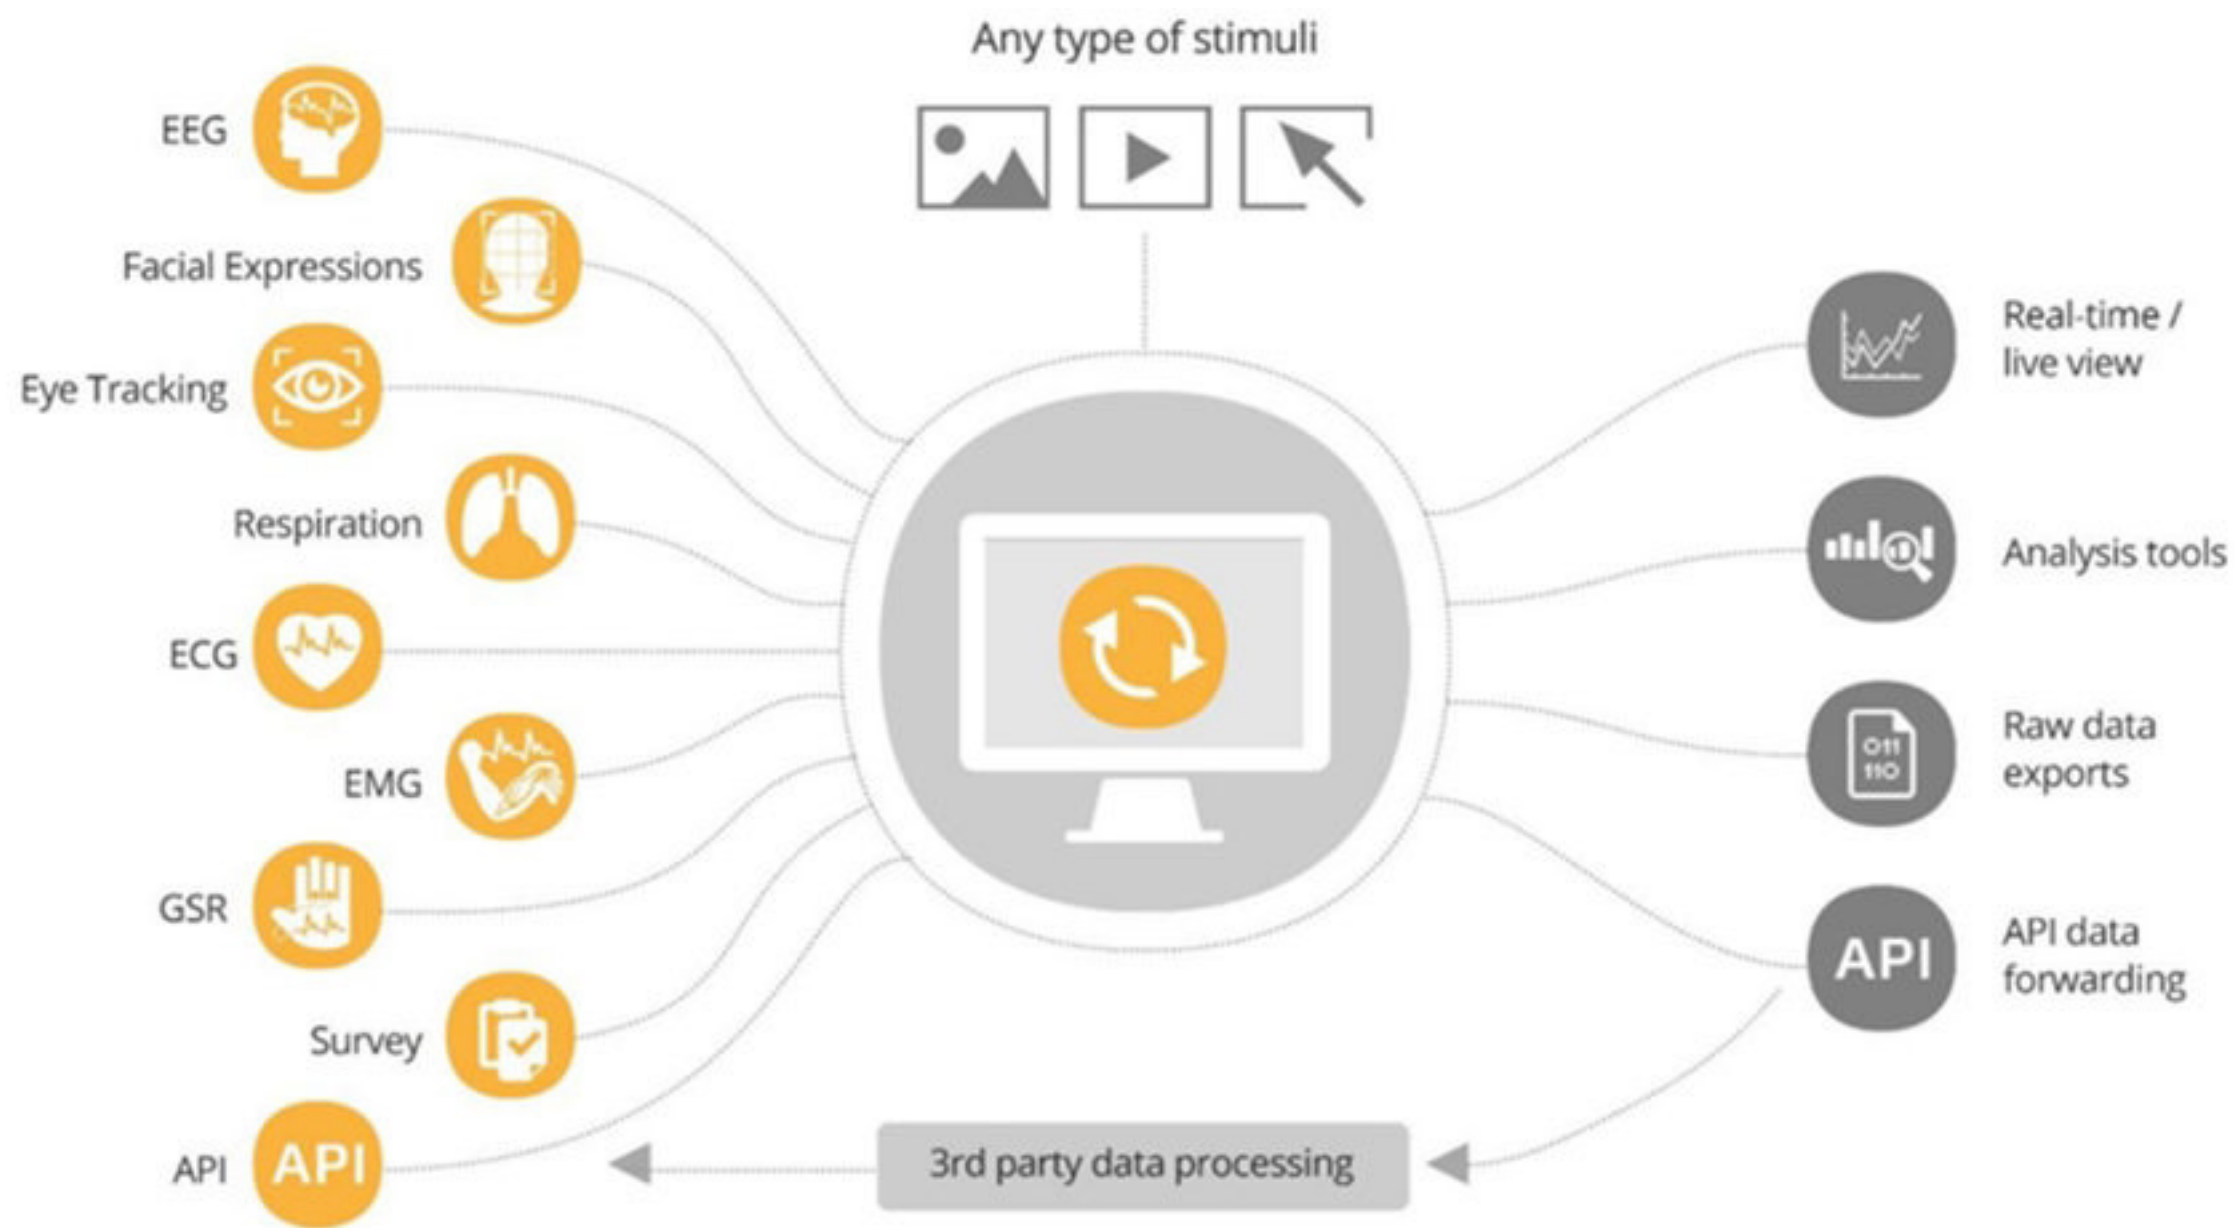 Any type of stimuli
EEG
Facial Expressions
Eye Tracking
Respiration
ECG
EMG
GSR
Survey
API
API
Real-time /
live view
Analysis tools
011
110
Raw data
exports
API
API data
forwarding
3rd party data processing